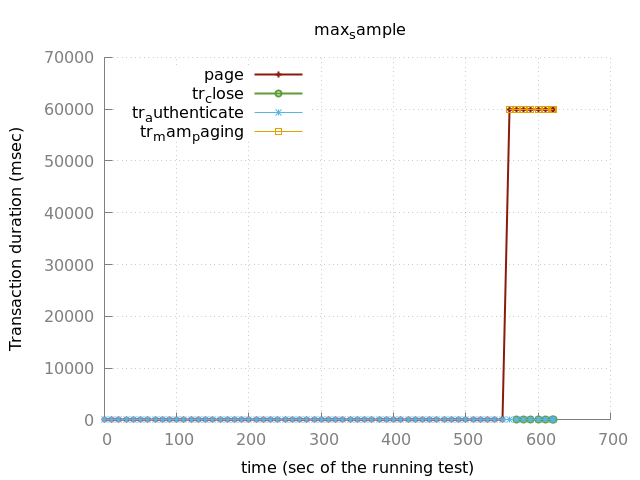 max_sample
70000
60000
50000
40000
30000
20000
10000
0
Transaction duration (msec)
page
tr_close
tr_authenticate
tr_mam_paging
0 100 200 300 400 500 600 700
time (sec of the running test)